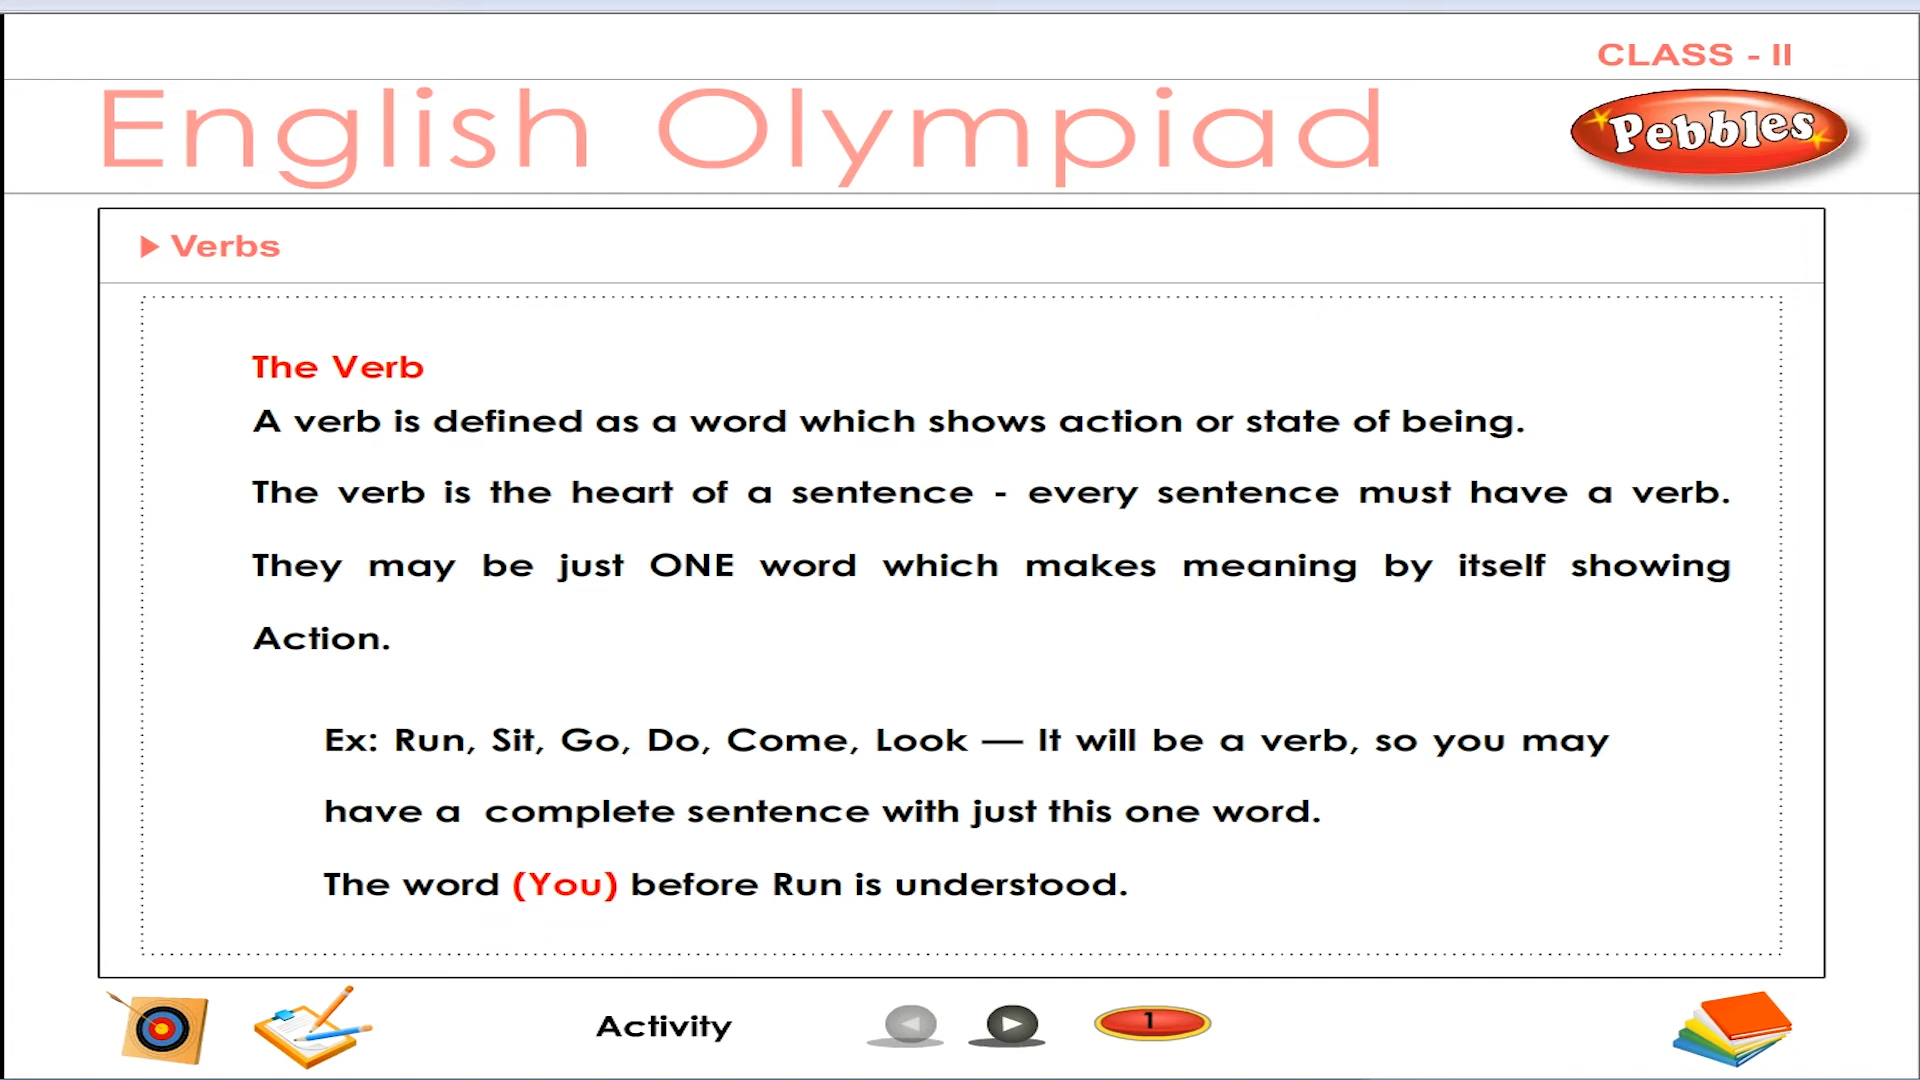 CLASS - II
English Olympiad
Pebbles
Verbs
The Verb
A verb is defined as a word which shows action or state of being.
The verb is the heart of a sentence - every sentence must have a verb.
They may be just ONE word which makes meaning by itself showing
Action.
Ex: Run, Sit, Go, Do, Come, Look — It will be a verb, so you may
have a complete sentence with just this one word.
The word (You) before Run is understood.
Activity
1